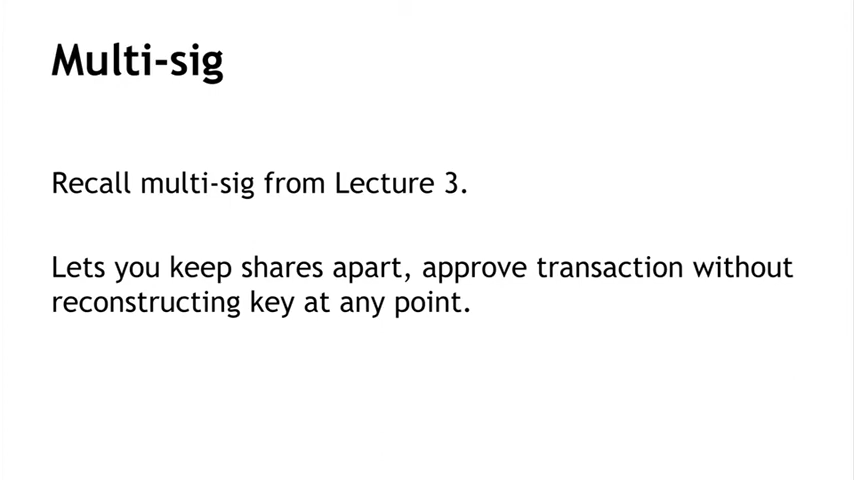 Multi-sig
Recall multi-sig from Lecture 3.
Lets you keep shares apart, approve transaction without
reconstructing key at any point.